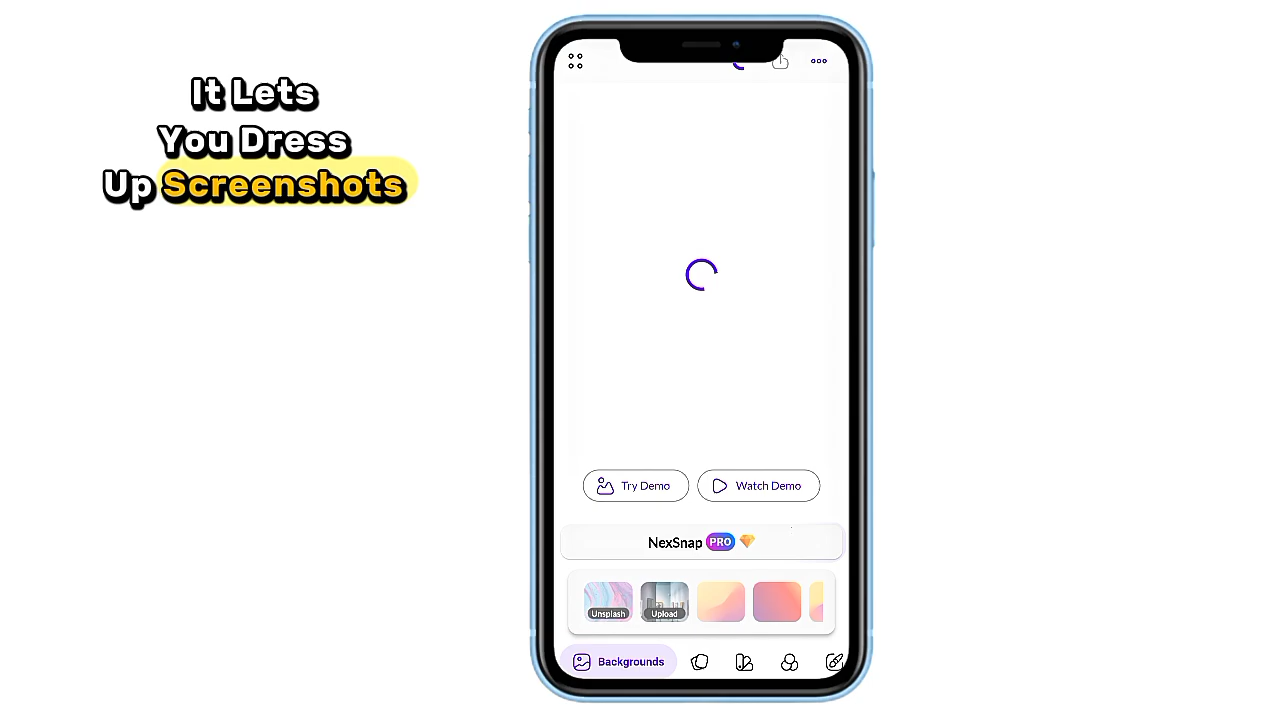 It Lets
You Dress
Up Screenshots
Try Demo
Watch Demo
NexSnap PRO
Unsplash
Upload
Backgrounds